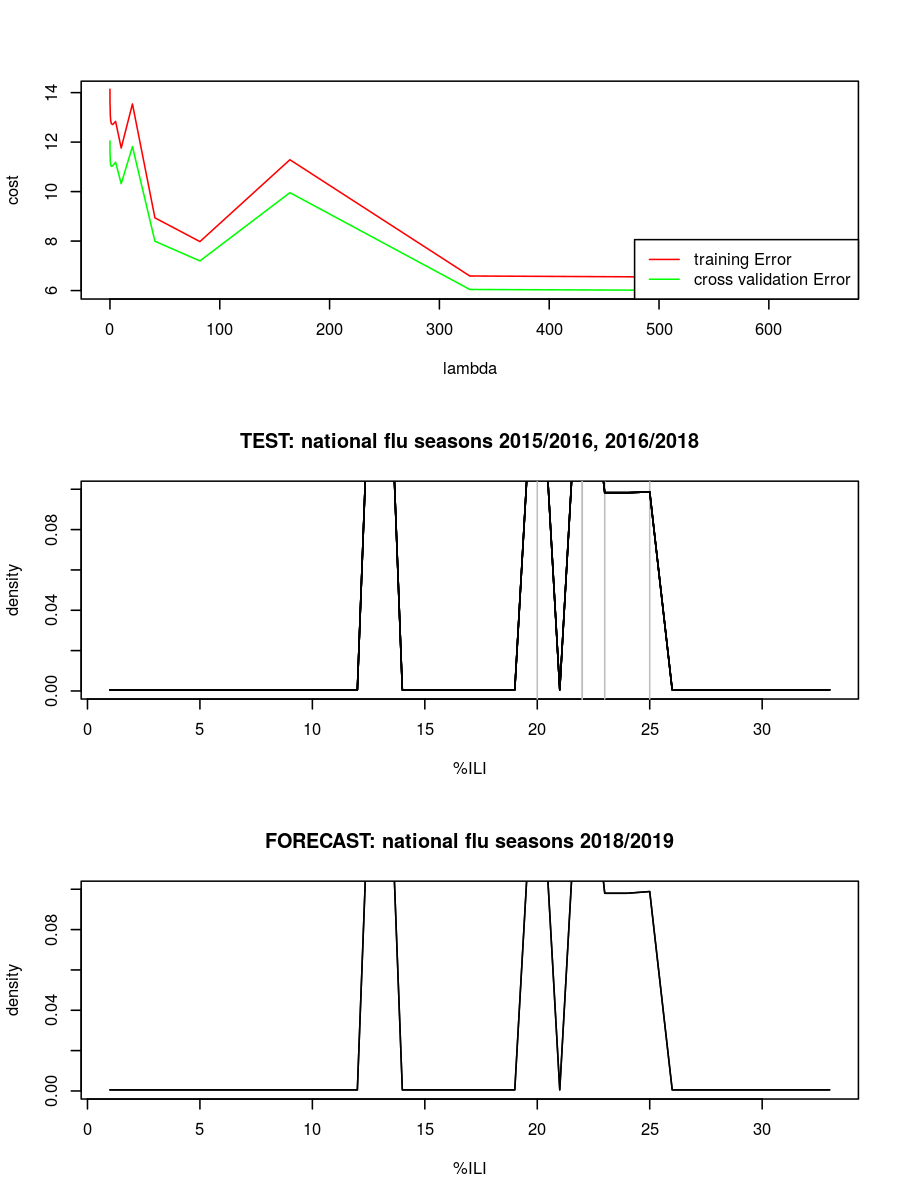 14
12
10
8
6
cost
training Error
cross validation Error
0 100 200 300 400 500 600
lambda
TEST: national flu seasons 2015/2016, 2016/2018
0.08
0.04
0.00
density
0 5 10 15 20 25 30
%ILI
FORECAST: national flu seasons 2018/2019
0.08
0.04
0.00
density
0 5 10 15 20 25 30
%ILI